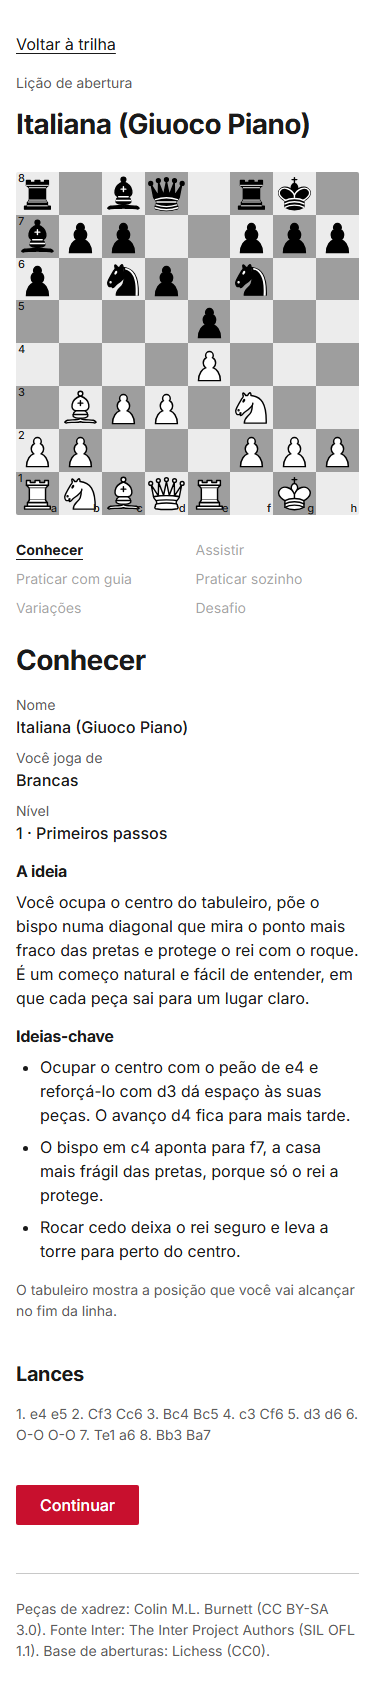 Voltar à trilha
Lição de abertura
Italiana (Giuoco Piano)
8
7
6
5
4
3
2
1
a b c d e f g h
Conhecer Assistir
Praticar com guia Praticar sozinho
Variações Desafio
Conhecer
Nome
Italiana (Giuoco Piano)
Você joga de
Brancas
Nível
1 · Primeiros passos
A ideia
Você ocupa o centro do tabuleiro, põe o
bispo numa diagonal que mira o ponto mais
fraco das pretas e protege o rei com o roque.
É um começo natural e fácil de entender, em
que cada peça sai para um lugar claro.
Ideias-chave
• Ocupar o centro com o peão de e4 e
reforçá-lo com d3 dá espaço às suas
peças. O avanço d4 fica para mais tarde.
• O bispo em c4 aponta para f7, a casa
mais frágil das pretas, porque só o rei a
protege.
• Rocar cedo deixa o rei seguro e leva a
torre para perto do centro.
O tabuleiro mostra a posição que você vai alcançar
no fim da linha.
Lances
1. e4 e5 2. Cf3 Cc6 3. Bc4 Bc5 4. c3 Cf6 5. d3 d6 6.
O-O O-O 7. Te1 a6 8. Bb3 Ba7
Continuar
Peças de xadrez: Colin M.L. Burnett (CC BY-SA
3.0). Fonte Inter: The Inter Project Authors (SIL OFL
1.1). Base de aberturas: Lichess (CC0).